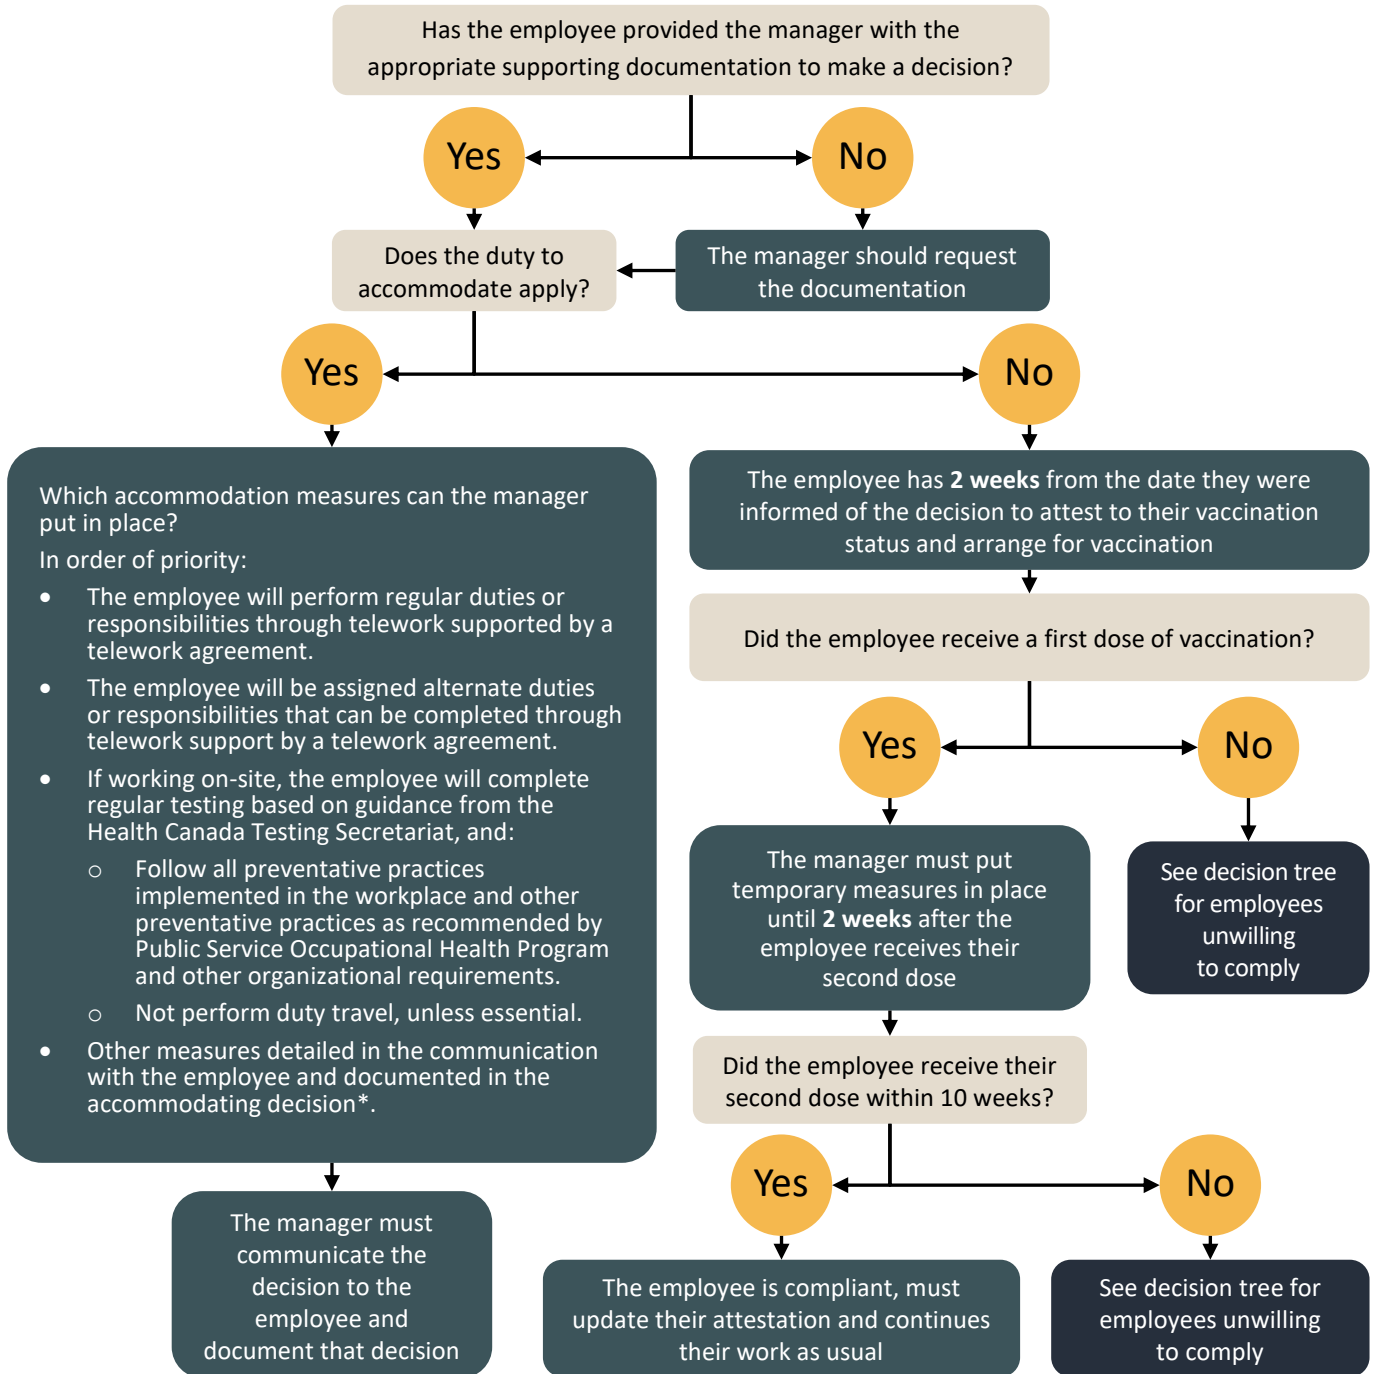 Has the employee provided the manager with the
appropriate supporting documentation to make a decision?
Yes
No
Does the duty to
accommodate apply?
The manager should request
the documentation
Yes
No
Which accommodation measures can the manager
put in place?
In order of priority:
• The employee will perform regular duties or
responsibilities through telework supported by a
telework agreement.
• The employee will be assigned alternate duties
or responsibilities that can be completed through
telework support by a telework agreement.
• If working on-site, the employee will complete
regular testing based on guidance from the
Health Canada Testing Secretariat, and:
o Follow all preventative practices
implemented in the workplace and other
preventative practices as recommended by
Public Service Occupational Health Program
and other organizational requirements.
o Not perform duty travel, unless essential.
• Other measures detailed in the communication
with the employee and documented in the
accommodating decision*.
The manager must
communicate the
decision to the
employee and
document that decision
The employee has 2 weeks from the date they were
informed of the decision to attest to their vaccination
status and arrange for vaccination
Did the employee receive a first dose of vaccination?
Yes
No
The manager must put
temporary measures in place
until 2 weeks after the
employee receives their
second dose
See decision tree
for employees
unwilling
to comply
Did the employee receive their
second dose within 10 weeks?
Yes
No
The employee is compliant, must
update their attestation and continues
their work as usual
See decision tree for
employees unwilling
to comply